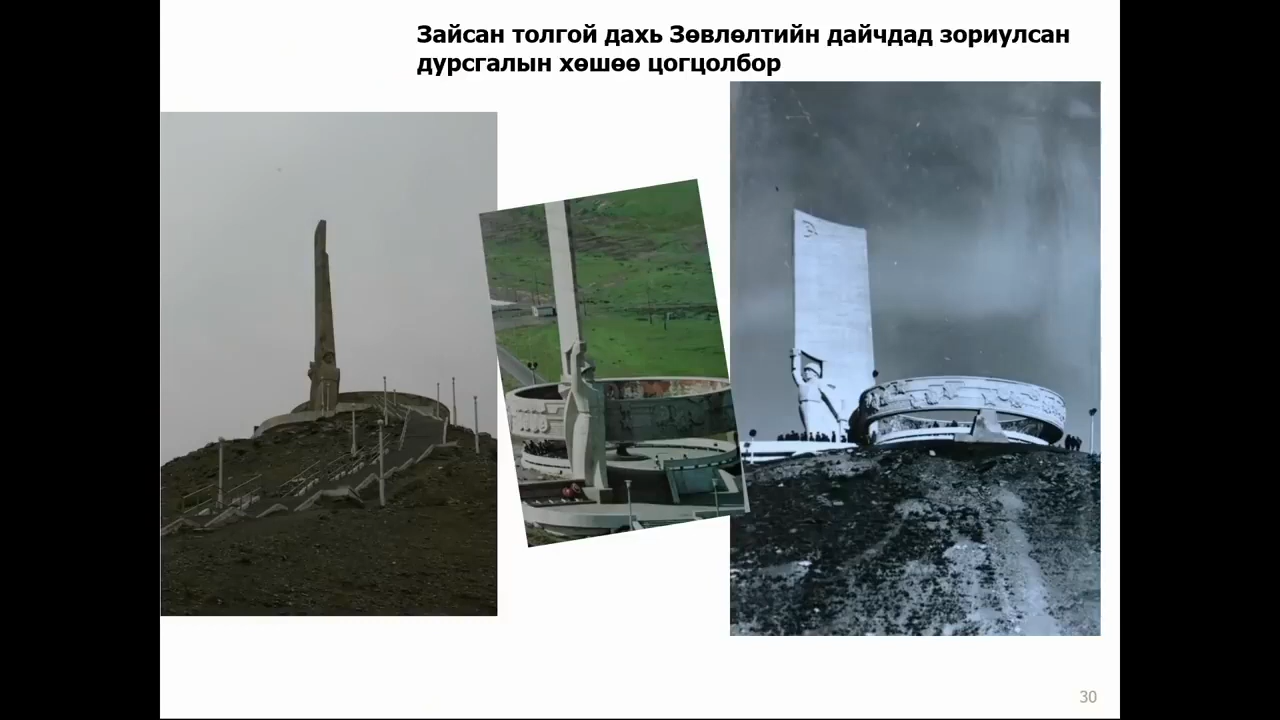 Зайсан толгой дахь Зөвлөлтийн дайчдад зориулсан
дурсгалын хөшөө цогцолбор
30